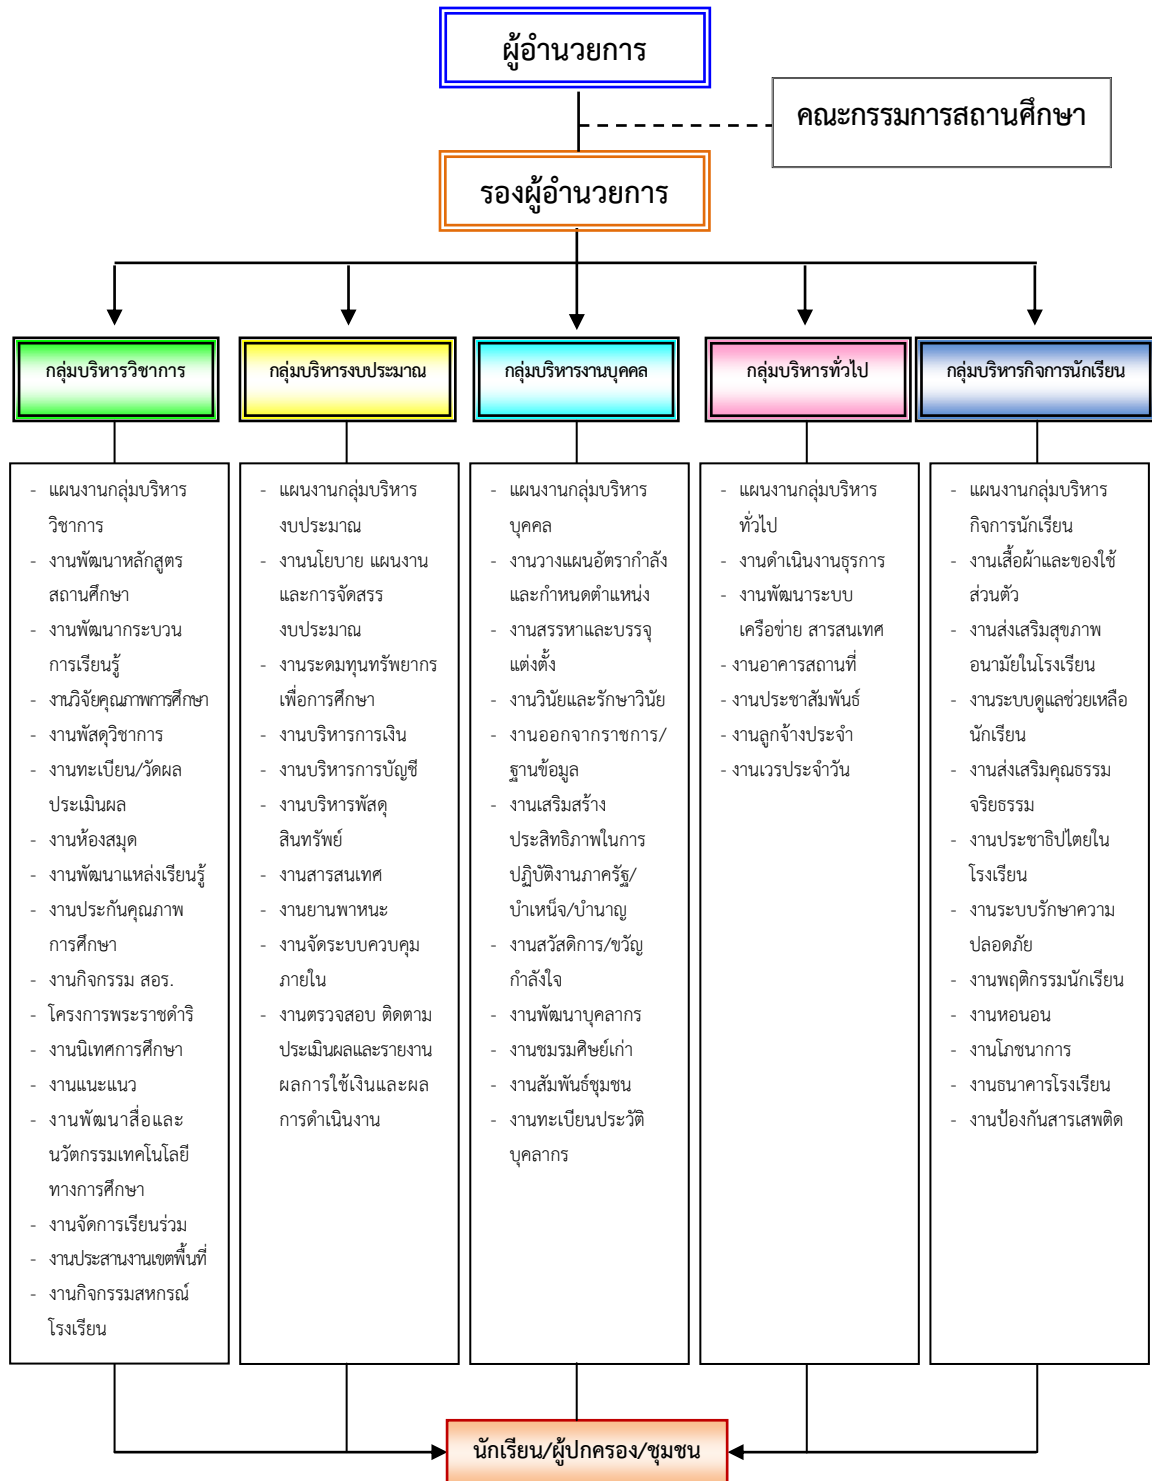 ผู้อำนวยการ
คณะกรรมการสถานศึกษา
รองผู้อำนวยการ
กลุ่มบริหารวิชาการ
กลุ่มบริหารงบประมาณ
กลุ่มบริหารงานบุคคล
กลุ่มบริหารทั่วไป
กลุ่มบริหารกิจการนักเรียน
- แผนงานกลุ่มบริหาร
วิชาการ
- งานพัฒนาหลักสูตร
สถานศึกษา
- งานพัฒนากระบวน
การเรียนรู้
- งานวิจัยคุณภาพการศึกษา
- งานพัสดุวิชาการ
- งานทะเบียน/วัดผล
ประเมินผล
- งานห้องสมุด
- งานพัฒนาแหล่งเรียนรู้
- งานประกันคุณภาพ
การศึกษา
- งานกิจกรรม สอร.
- โครงการพระราชดำริ
- งานนิเทศการศึกษา
- งานแนะแนว
- งานพัฒนาสื่อและ
นวัตกรรมเทคโนโลยี
ทางการศึกษา
- งานจัดการเรียนร่วม
- งานประสานงานเขตพื้นที่
- งานกิจกรรมสหกรณ์
โรงเรียน
- แผนงานกลุ่มบริหาร
งบประมาณ
- งานนโยบาย แผนงาน
และการจัดสรร
งบประมาณ
- งานระดมทุนทรัพยากร
เพื่อการศึกษา
- งานบริหารการเงิน
- งานบริหารการบัญชี
- งานบริหารพัสดุ
สินทรัพย์
- งานสารสนเทศ
- งานยานพาหนะ
- งานจัดระบบควบคุม
ภายใน
- งานตรวจสอบ ติดตาม
ประเมินผลและรายงาน
ผลการใช้เงินและผล
การดำเนินงาน
- แผนงานกลุ่มบริหาร
บุคคล
- งานวางแผนอัตรากำลัง
และกำหนดตำแหน่ง
- งานสรรหาและบรรจุ
แต่งตั้ง
- งานวินัยและรักษาวินัย
- งานออกจากราชการ/
ฐานข้อมูล
- งานเสริมสร้าง
ประสิทธิภาพในการ
ปฏิบัติงานภาครัฐ/
บำเหน็จ/บำนาญ
- งานสวัสดิการ/ขวัญ
กำลังใจ
- งานพัฒนาบุคลากร
- งานชมรมศิษย์เก่า
- งานสัมพันธ์ชุมชน
- งานทะเบียนประวัติ
บุคลากร
- แผนงานกลุ่มบริหาร
ทั่วไป
- งานดำเนินงานธุรการ
- งานพัฒนาระบบ
เครือข่าย สารสนเทศ
- งานอาคารสถานที่
- งานประชาสัมพันธ์
- งานลูกจ้างประจำ
- งานเวรประจำวัน
- แผนงานกลุ่มบริหาร
กิจการนักเรียน
- งานเสื้อผ้าและของใช้
ส่วนตัว
- งานส่งเสริมสุขภาพ
อนามัยในโรงเรียน
- งานระบบดูแลช่วยเหลือ
นักเรียน
- งานส่งเสริมคุณธรรม
จริยธรรม
- งานประชาธิปไตยใน
โรงเรียน
- งานระบบรักษาความ
ปลอดภัย
- งานพฤติกรรมนักเรียน
- งานหอนอน
- งานโภชนาการ
- งานธนาคารโรงเรียน
- งานป้องกันสารเสพติด
นักเรียน/ผู้ปกครอง/ชุมชน